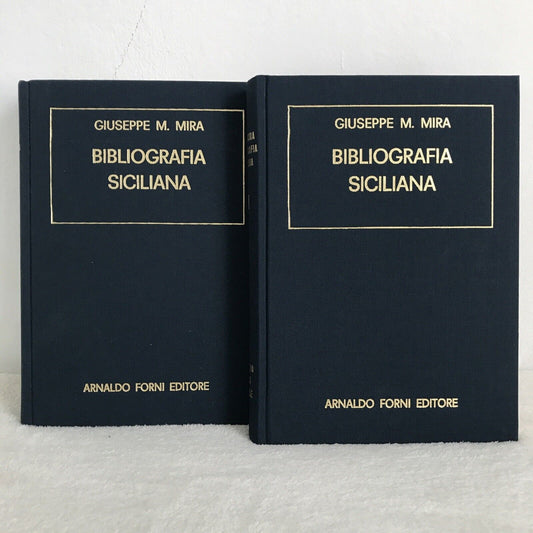 GIUSEPPE M. MIRA
BIBLIOGRAFIA
SICILIANA
ARNALDO FORNI EDITORE
GIUSEPPE M. MIRA
BIBLIOGRAFIA
SICILIANA
ARNALDO FORNI EDITORE